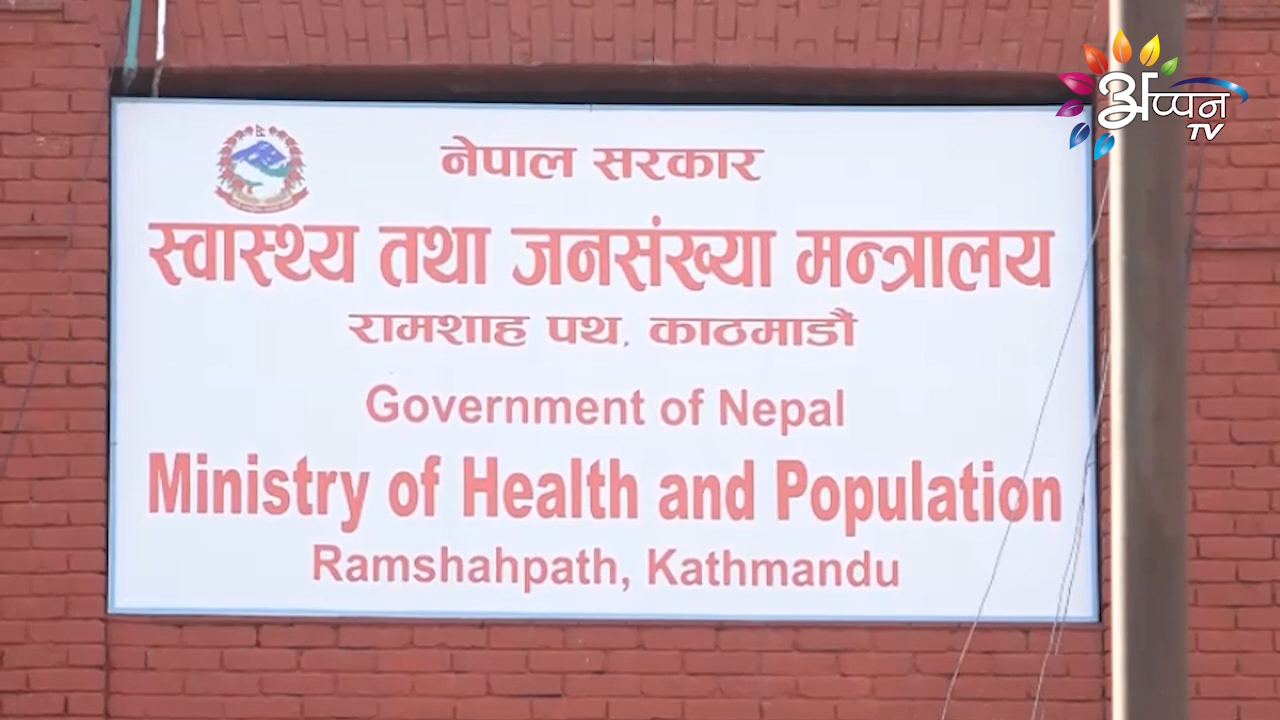 नेपाल सरकार
स्वास्थ्य तथा जनसंख्या मन्त्रालय
रामशाह पथ, काठमाडौं
Government of Nepal
Ministry of Health and Population
Ramshahpath, Kathmandu
अप्पन
TV